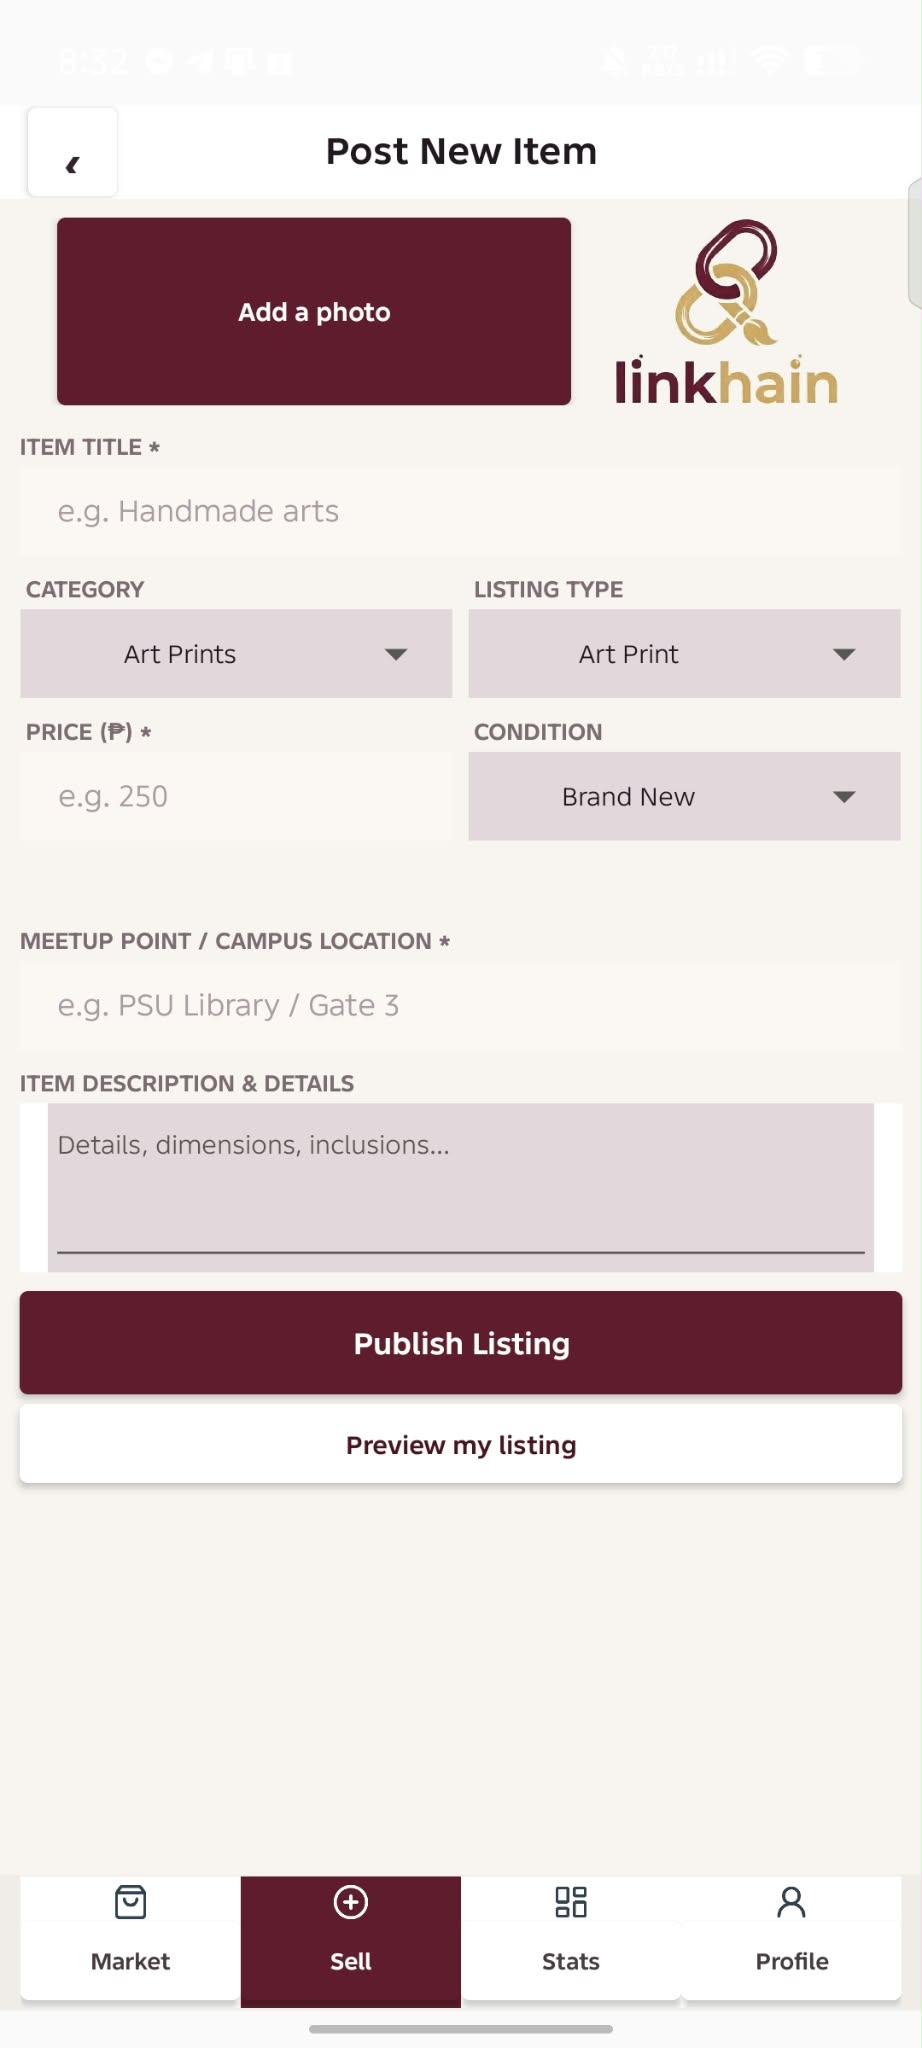 8:32
Post New Item
Add a photo
linkhain
ITEM TITLE *
e.g. Handmade arts
CATEGORY
LISTING TYPE
Art Prints
Art Print
PRICE (₱) *
CONDITION
e.g. 250
Brand New
MEETUP POINT / CAMPUS LOCATION *
e.g. PSU Library / Gate 3
ITEM DESCRIPTION & DETAILS
Details, dimensions, inclusions...
Publish Listing
Preview my listing
Market
Sell
Stats
Profile